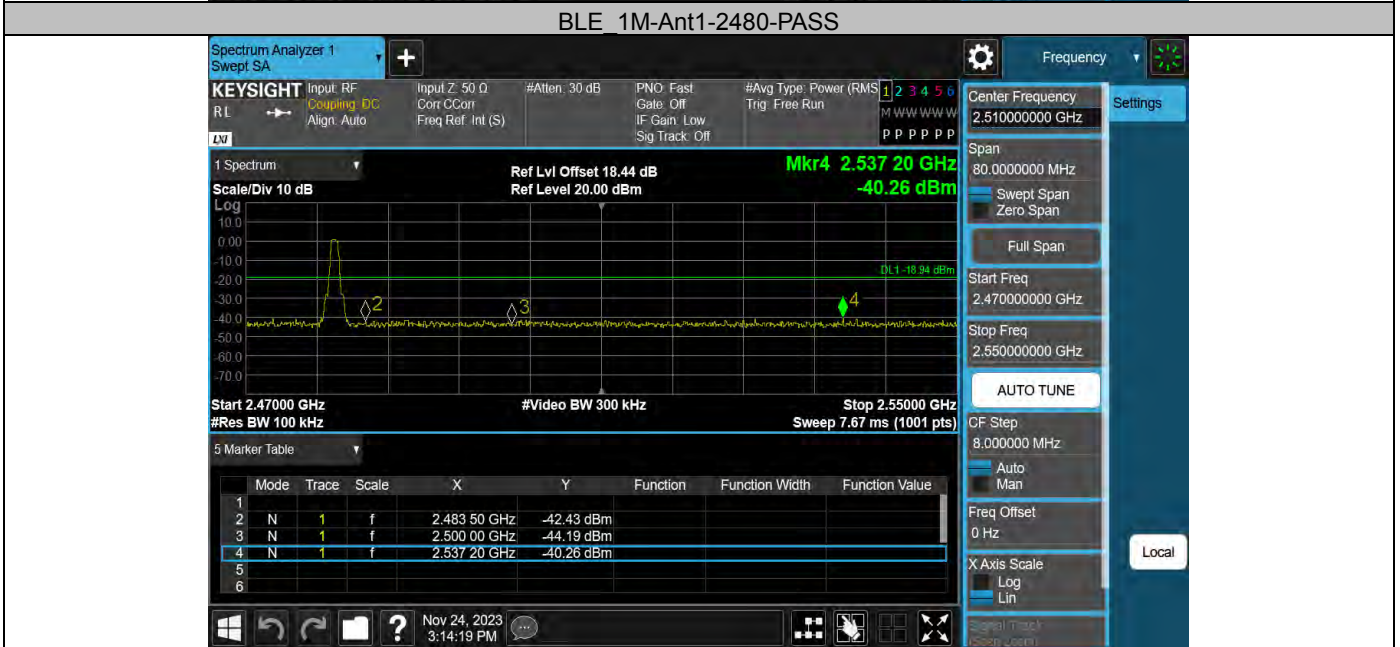 BLE_1M-Ant1-2480-PASS
Spectrum Analyzer 1
Swept SA
Frequency
KEYSIGHT Input: RF Input Z: 50 Ω #Atten: 30 dB PNO: Fast #Avg Type: Power (RMS 1 2 3 4 5 6
RL Coupling: DC Corr CCorr Gate: Off Trig: Free Run M W W W W W
Align: Auto Freq Ref: Int (S) IF Gain: Low
LXI Sig Track: Off P P P P P P
1 Spectrum
Ref Lvl Offset 18.44 dB Mkr4 2.537 20 GHz
Scale/Div 10 dB Ref Level 20.00 dBm -40.26 dBm
Log
10.0
0.00
-10.0
DL1 -18.94 dBm
-20.0
-30.0
2 3 4
-40.0
-50.0
-60.0
-70.0
Start 2.47000 GHz #Video BW 300 kHz Stop 2.55000 GHz
#Res BW 100 kHz Sweep 7.67 ms (1001 pts)
5 Marker Table
Mode Trace Scale X Y Function Function Width Function Value
1
2 N 1 f 2.483 50 GHz -42.43 dBm
3 N 1 f 2.500 00 GHz -44.19 dBm
4 N 1 f 2.537 20 GHz -40.26 dBm
5
6
Nov 24, 2023
3:14:19 PM
Center Frequency
2.510000000 GHz
Settings
Span
80.0000000 MHz
Swept Span
Zero Span
Full Span
Start Freq
2.470000000 GHz
Stop Freq
2.550000000 GHz
AUTO TUNE
CF Step
8.000000 MHz
Auto
Man
Freq Offset
0 Hz
Local
X Axis Scale
Log
Lin
Signal Track
(Span Zoom)